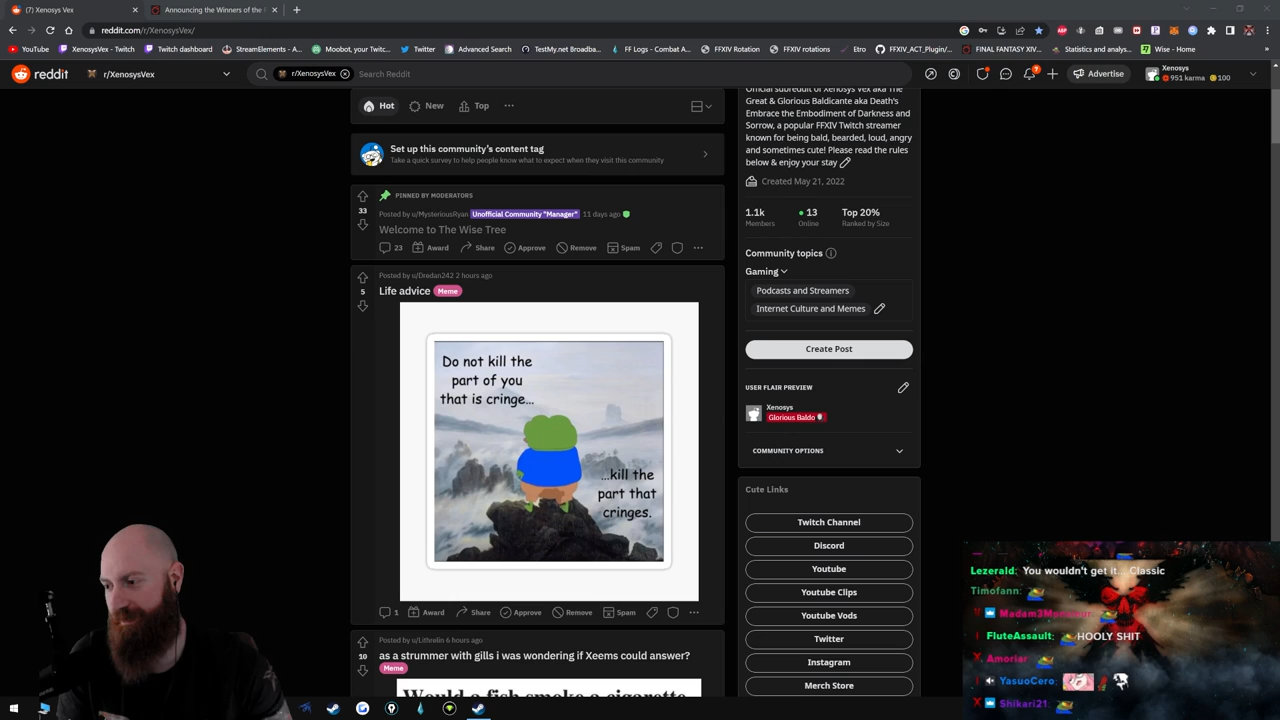 (7) Xenosys Vex
Announcing the Winners of the
reddit.com/r/XenosysVex/
YouTube
XenosysVex - Twitch
Twitch dashboard
StreamElements - A...
Moobot, your Twitc...
Twitter
Advanced Search
TestMy.net Broadba...
FF Logs - Combat A...
FFXIV Rotation
FFXIV rotations
Etro
FFXIV_ACT_Plugin/...
FINAL FANTASY XIV...
Statistics and analys...
Wise - Home
reddit
r/XenosysVex
r/XenosysVex
Search Reddit
7
Advertise
Xenosys
951 karma
100
Hot
New
Top
Set up this community's content tag
Take a quick survey to help people know what to expect when they visit this community
PINNED BY MODERATORS
33
Posted by u/MysteriousRyan Unofficial Community "Manager" 11 days ago
Welcome to The Wise Tree
23
Award
Share
Approve
Remove
Spam
Posted by u/Dredan242 2 hours ago
5
Life advice
Meme
Do not kill the
part of you
that is cringe...
...kill the
part that
cringes.
1
Award
Share
Approve
Remove
Spam
Posted by u/Lithrelin 6 hours ago
10
as a strummer with gills i was wondering if Xeems could answer?
Meme
Would a fish smoke a cigarette
Official subreddit of Xenosys Vex aka The
Great & Glorious Baldicante aka Death's
Embrace the Embodiment of Darkness and
Sorrow, a popular FFXIV Twitch streamer
known for being bald, bearded, loud, angry
and sometimes cute! Please read the rules
below & enjoy your stay
Created May 21, 2022
1.1k
Members
13
Online
Top 20%
Ranked by Size
Community topics
Gaming
Podcasts and Streamers
Internet Culture and Memes
Create Post
USER FLAIR PREVIEW
Xenosys
Glorious Baldo
COMMUNITY OPTIONS
Cute Links
Twitch Channel
Discord
Youtube
Youtube Clips
Youtube Vods
Twitter
Instagram
Merch Store
Lezerald: You wouldn't get it.. Classic
Timofann:
FluteAssault: HOOLY SHIT
Amoriar
YasuoCero:
Shikari21: